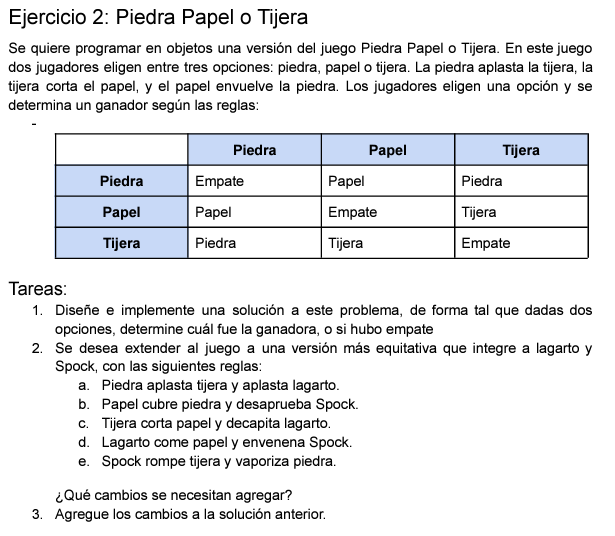 Ejercicio 2: Piedra Papel o Tijera
Se quiere programar en objetos una versión del juego Piedra Papel o Tijera. En este juego
dos jugadores eligen entre tres opciones: piedra, papel o tijera. La piedra aplasta la tijera, la
tijera corta el papel, y el papel envuelve la piedra. Los jugadores eligen una opción y se
determina un ganador según las reglas:
-
Piedra Papel Tijera
Piedra Empate Papel Piedra
Papel Papel Empate Tijera
Tijera Piedra Tijera Empate
Tareas:
1. Diseñe e implemente una solución a este problema, de forma tal que dadas dos
opciones, determine cuál fue la ganadora, o si hubo empate
2. Se desea extender al juego a una versión más equitativa que integre a lagarto y
Spock, con las siguientes reglas:
a. Piedra aplasta tijera y aplasta lagarto.
b. Papel cubre piedra y desaprueba Spock.
c. Tijera corta papel y decapita lagarto.
d. Lagarto come papel y envenena Spock.
e. Spock rompe tijera y vaporiza piedra.
¿Qué cambios se necesitan agregar?
3. Agregue los cambios a la solución anterior.